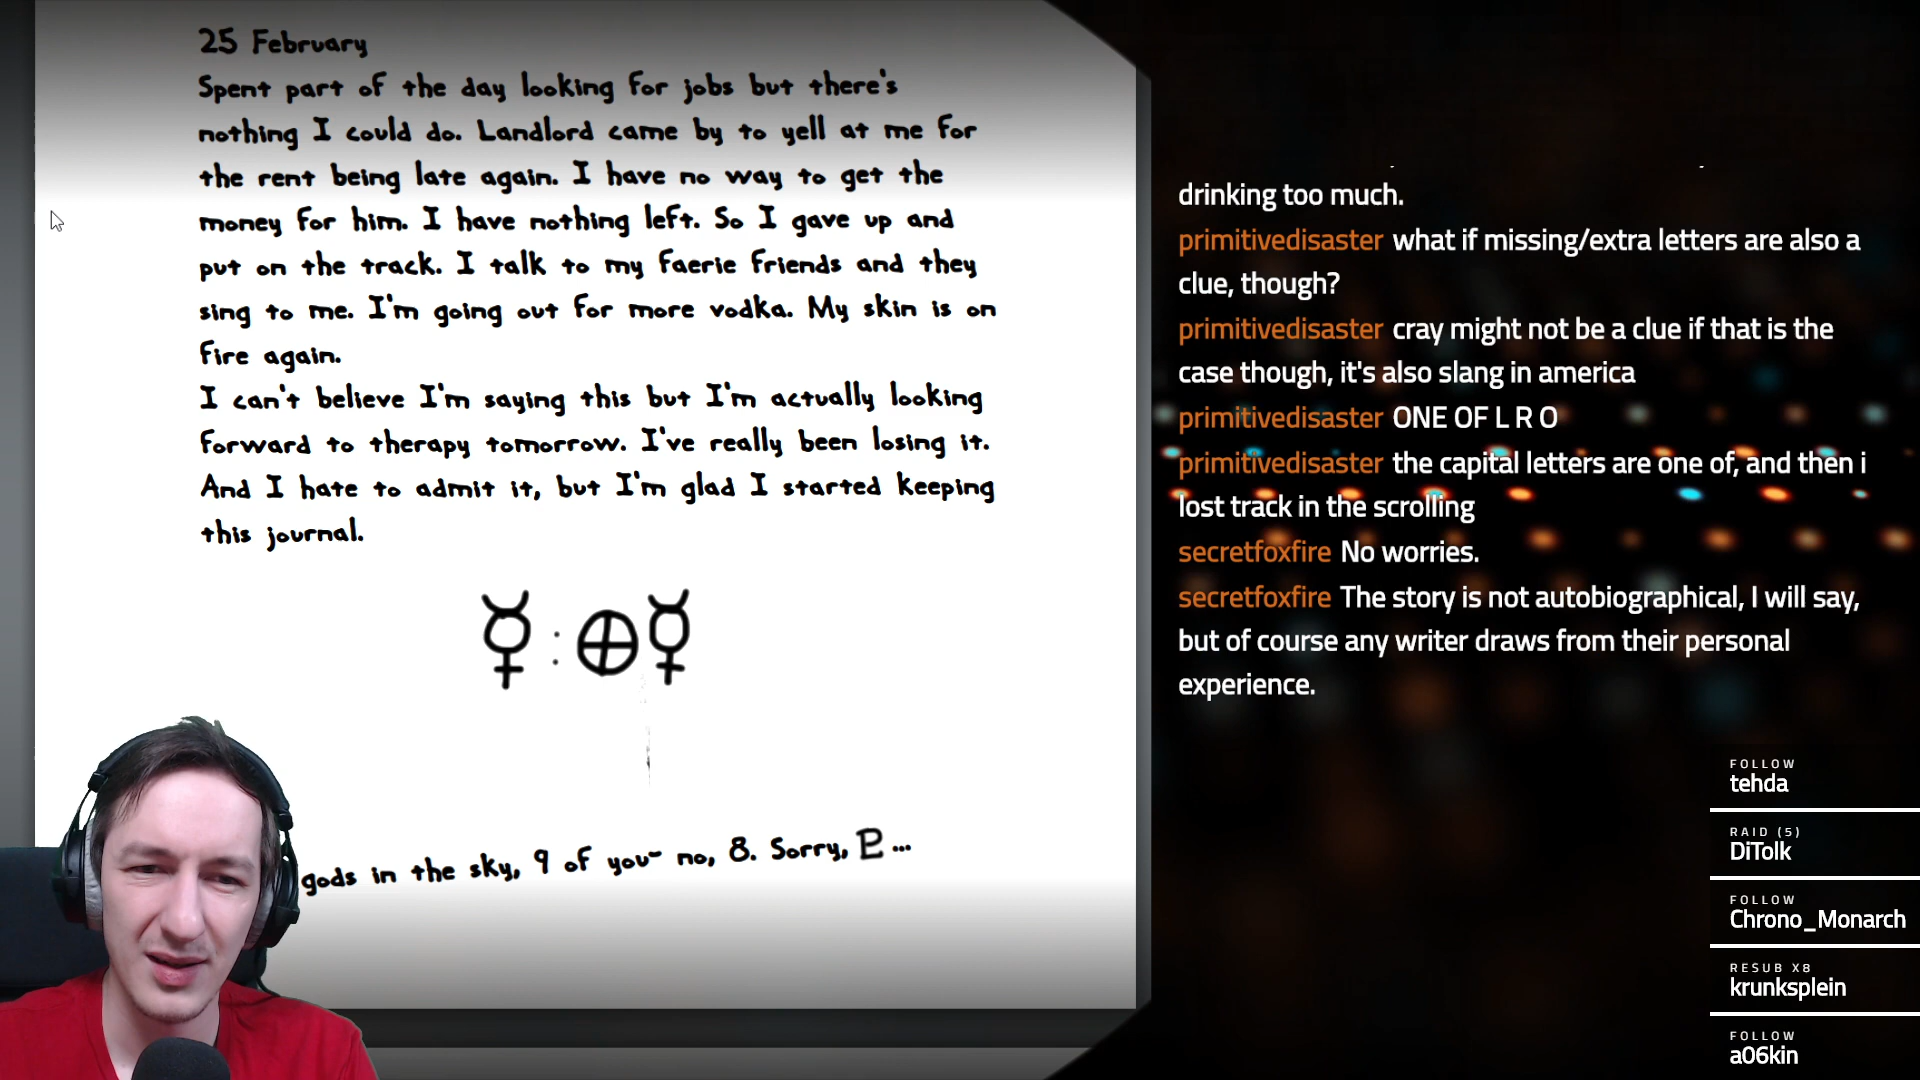 25 February
Spent part of the day looking for jobs but there's
nothing I could do. Landlord came by to yell at me for
the rent being late again. I have no way to get the
money for him. I have nothing left. So I gave up and
put on the track. I talk to my faerie friends and they
sing to me. I'm going out for more vodka. My skin is on
fire again.
I can't believe I'm saying this but I'm actually looking
forward to therapy tomorrow. I've really been losing it.
And I hate to admit it, but I'm glad I started keeping
this journal.
☿ : ⊕ ☿
gods in the sky, 9 of you- no, 8. Sorry, ♇ ...
drinking too much.
primitivedisaster what if missing/extra letters are also a
clue, though?
primitivedisaster cray might not be a clue if that is the
case though, it's also slang in america
primitivedisaster ONE OF L R O
primitivedisaster the capital letters are one of, and then i
lost track in the scrolling
secretfoxfire No worries.
secretfoxfire The story is not autobiographical, I will say,
but of course any writer draws from their personal
experience.
FOLLOW
tehda
RAID (5)
DiTolk
FOLLOW
Chrono_Monarch
RESUB X8
krunksplein
FOLLOW
a06kin